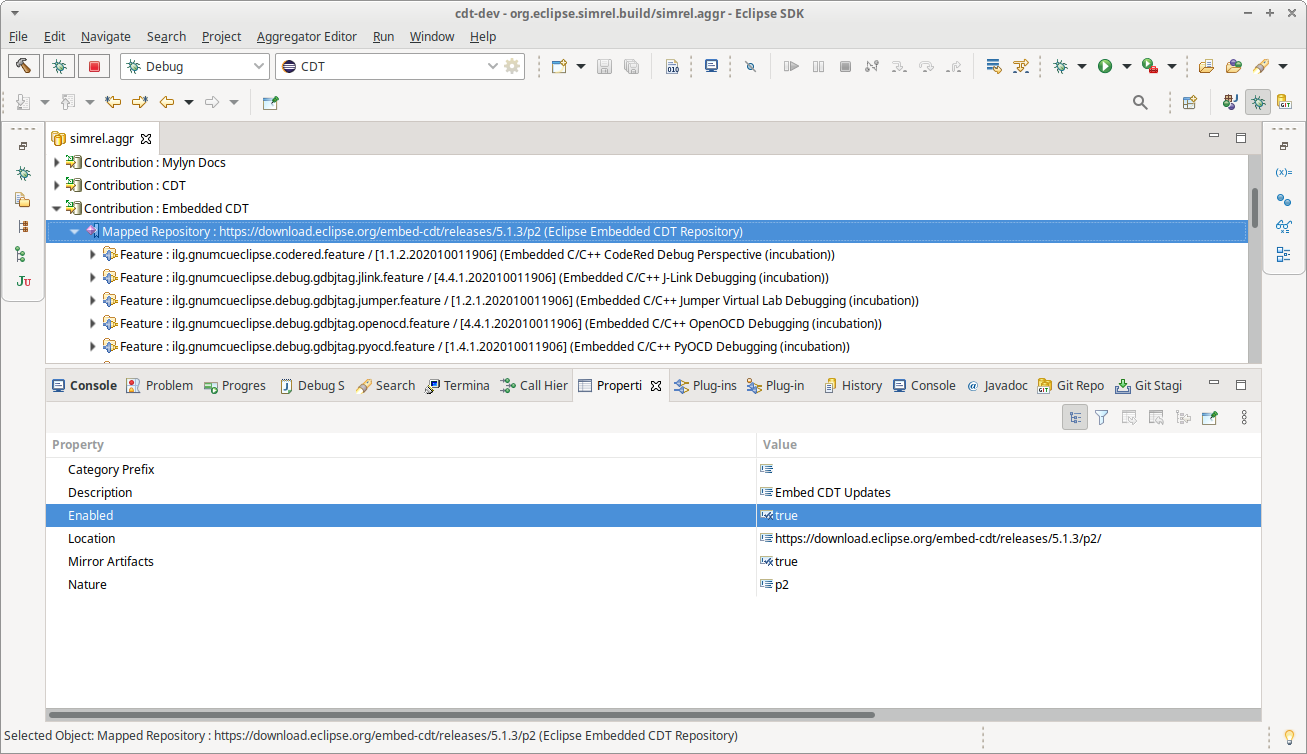 cdt-dev - org.eclipse.simrel.build/simrel.aggr - Eclipse SDK
File Edit Navigate Search Project Aggregator Editor Run Window Help
Debug CDT
010
simrel.aggr
Contribution : Mylyn Docs
Contribution : CDT
Contribution : Embedded CDT
Mapped Repository : https://download.eclipse.org/embed-cdt/releases/5.1.3/p2 (Eclipse Embedded CDT Repository)
(x)=
Feature : ilg.gnumcueclipse.codered.feature / [1.1.2.202010011906] (Embedded C/C++ CodeRed Debug Perspective (incubation))
Feature : ilg.gnumcueclipse.debug.gdbjtag.jlink.feature / [4.4.1.202010011906] (Embedded C/C++ J-Link Debugging (incubation))
Ju
Feature : ilg.gnumcueclipse.debug.gdbjtag.jumper.feature / [1.2.1.202010011906] (Embedded C/C++ Jumper Virtual Lab Debugging (incubation))
Feature : ilg.gnumcueclipse.debug.gdbjtag.openocd.feature / [4.4.1.202010011906] (Embedded C/C++ OpenOCD Debugging (incubation))
Feature : ilg.gnumcueclipse.debug.gdbjtag.pyocd.feature / [1.4.1.202010011906] (Embedded C/C++ PyOCD Debugging (incubation))
Console Problem Progres Debug S Search Termina Call Hier Properti Plug-ins Plug-in History Console Javadoc Git Repo Git Stagi
Property Value
Category Prefix
Description Embed CDT Updates
Enabled true
Location https://download.eclipse.org/embed-cdt/releases/5.1.3/p2/
Mirror Artifacts true
Nature p2
Selected Object: Mapped Repository : https://download.eclipse.org/embed-cdt/releases/5.1.3/p2 (Eclipse Embedded CDT Repository)